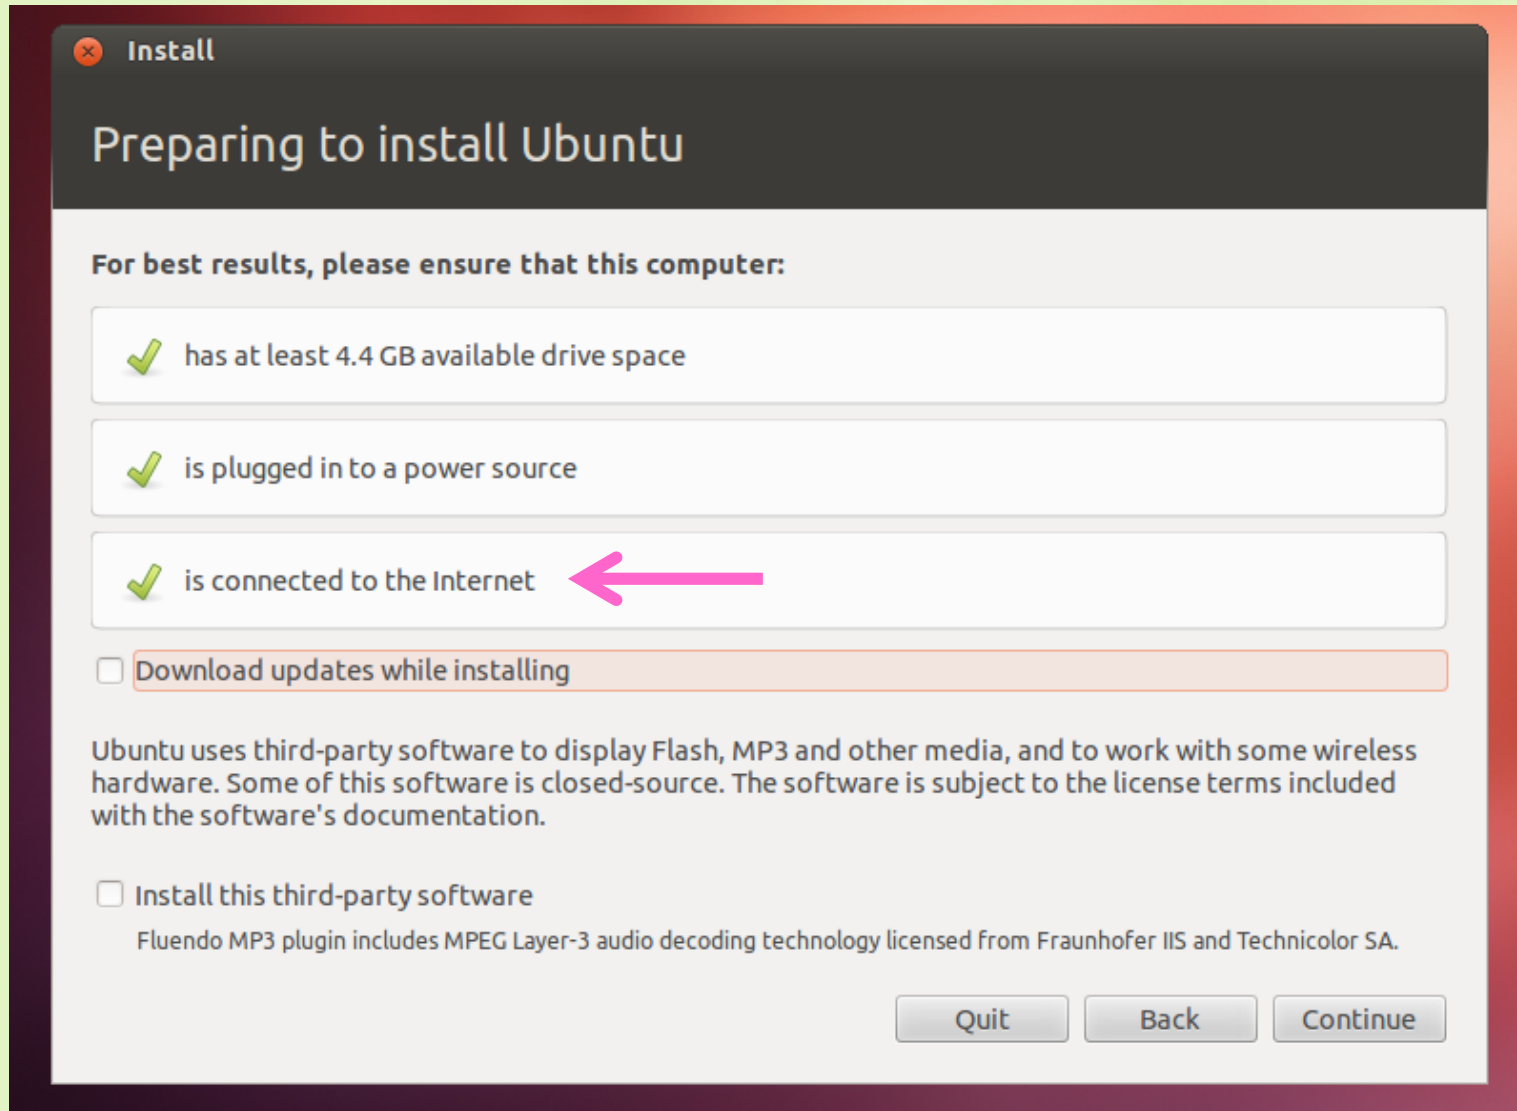 Install
Preparing to install Ubuntu
For best results, please ensure that this computer:
has at least 4.4 GB available drive space
is plugged in to a power source
is connected to the Internet
Download updates while installing
Ubuntu uses third-party software to display Flash, MP3 and other media, and to work with some wireless
hardware. Some of this software is closed-source. The software is subject to the license terms included
with the software's documentation.
Install this third-party software
Fluendo MP3 plugin includes MPEG Layer-3 audio decoding technology licensed from Fraunhofer IIS and Technicolor SA.
Quit Back Continue